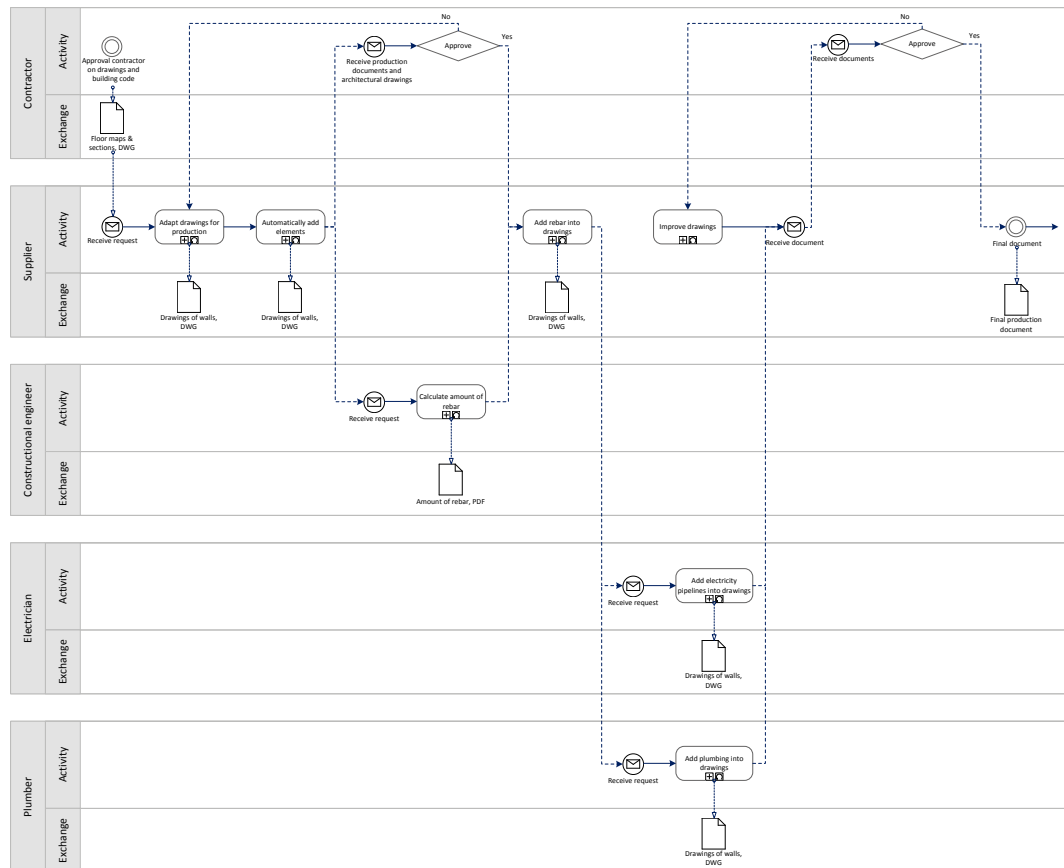 Contractor
Activity
Exchange
No
Approval contractor
on drawings and
building code
Receive production
documents and
architectural drawings
Approve
Yes
No
Receive documents
Approve
Yes
Floor maps &
sections, DWG
Supplier
Activity
Exchange
Receive request
Adapt drawings for
production
Automatically add
elements
Add rebar into
drawings
Improve drawings
Receive document
Final document
Drawings of walls,
DWG
Drawings of walls,
DWG
Drawings of walls,
DWG
Final production
document
Constructional engineer
Activity
Exchange
Receive request
Calculate amount of
rebar
Amount of rebar, PDF
Electrician
Activity
Exchange
Receive request
Add electricity
pipelines into drawings
Drawings of walls,
DWG
Plumber
Activity
Exchange
Receive request
Add plumbing into
drawings
Drawings of walls,
DWG